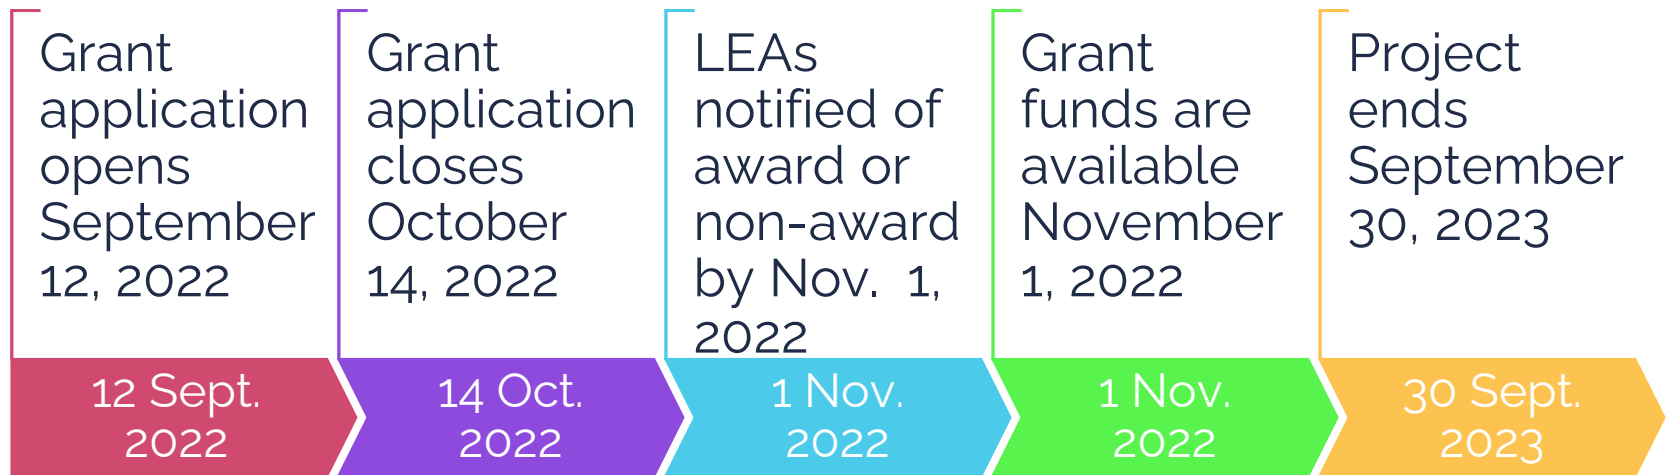 Grant
application
opens
September
12, 2022
Grant
application
closes
October
14, 2022
LEAs
notified of
award or
non-award
by Nov.  1,
2022
Grant
funds are
available
November
1, 2022
Project
ends
September
30, 2023
12 Sept.
2022
14 Oct.
2022
1 Nov.
2022
1 Nov.
2022
30 Sept.
2023